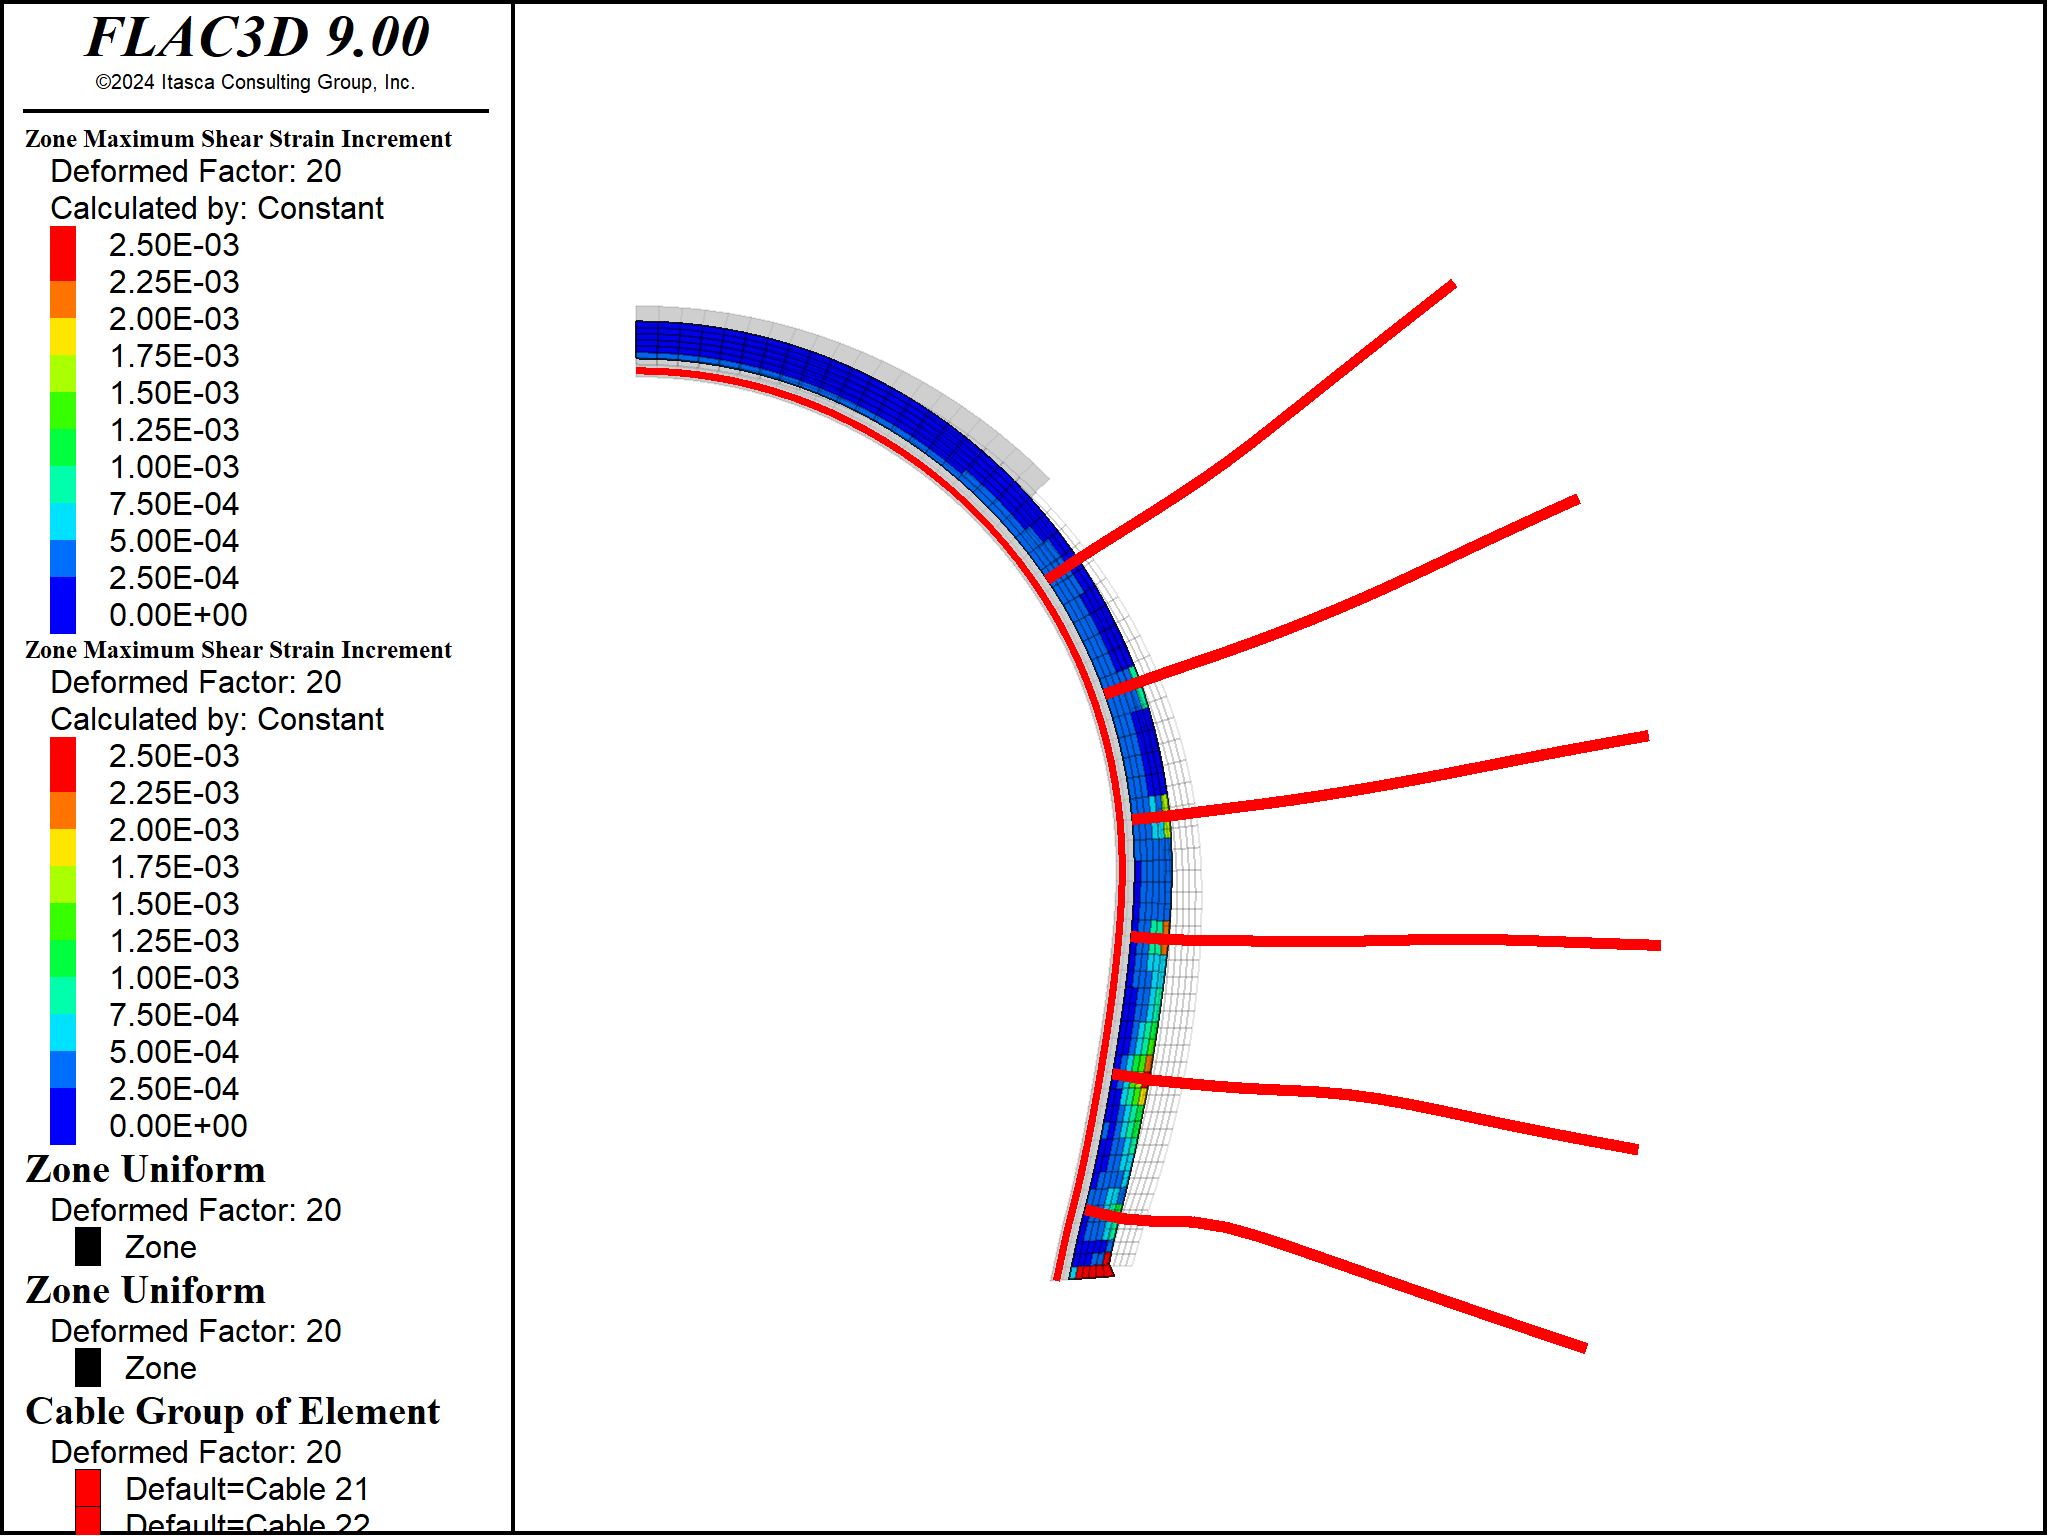 FLAC3D 9.00
©2024 Itasca Consulting Group, Inc.
Zone Maximum Shear Strain Increment
Deformed Factor: 20
Calculated by: Constant
2.50E-03
2.25E-03
2.00E-03
1.75E-03
1.50E-03
1.25E-03
1.00E-03
7.50E-04
5.00E-04
2.50E-04
0.00E+00
Zone Maximum Shear Strain Increment
Deformed Factor: 20
Calculated by: Constant
2.50E-03
2.25E-03
2.00E-03
1.75E-03
1.50E-03
1.25E-03
1.00E-03
7.50E-04
5.00E-04
2.50E-04
0.00E+00
Zone Uniform
Deformed Factor: 20
Zone
Zone Uniform
Deformed Factor: 20
Zone
Cable Group of Element
Deformed Factor: 20
Default=Cable 21
Default=Cable 22